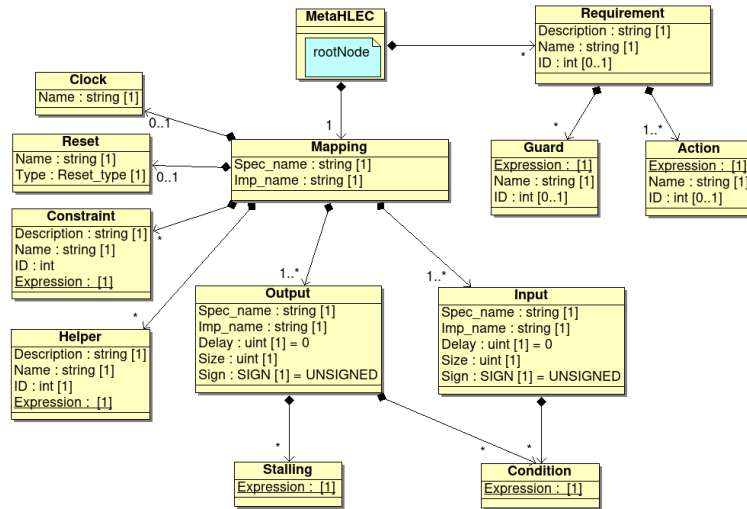 MetaHLEC
rootNode
*
1
Requirement
Description : string [1]
Name : string [1]
ID : int [0..1]
*
1..*
Guard
Expression : [1]
Name : string [1]
ID : int [0..1]
Action
Expression : [1]
Name : string [1]
ID : int [0..1]
Clock
Name : string [1]
0..1
Reset
Name : string [1]
Type : Reset_type [1]
0..1
Mapping
Spec_name : string [1]
Imp_name : string [1]
Constraint
Description : string [1]
Name : string [1]
ID : int
Expression : [1]
*
Helper
Description : string [1]
Name : string [1]
ID : int [1]
Expression : [1]
*
1..*
Output
Spec_name : string [1]
Imp_name : string [1]
Delay : uint [1] = 0
Size : uint [1]
Sign : SIGN [1] = UNSIGNED
1..*
Input
Spec_name : string [1]
Imp_name : string [1]
Delay : uint [1] = 0
Size : uint [1]
Sign : SIGN [1] = UNSIGNED
*
*
*
Stalling
Expression : [1]
Condition
Expression : [1]